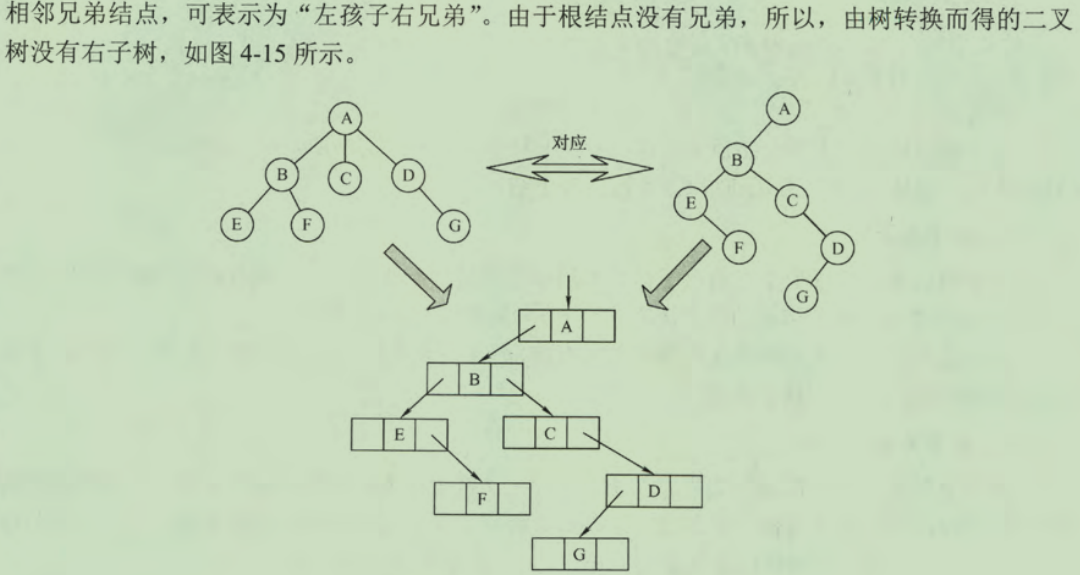 相邻兄弟结点，可表示为“左孩子右兄弟”。由于根结点没有兄弟，所以，由树转换而得的二叉
树没有右子树，如图 4-15 所示。
A
B C D
E F G
对应
A
B
E C
F D
G
A
B
E C
F D
G